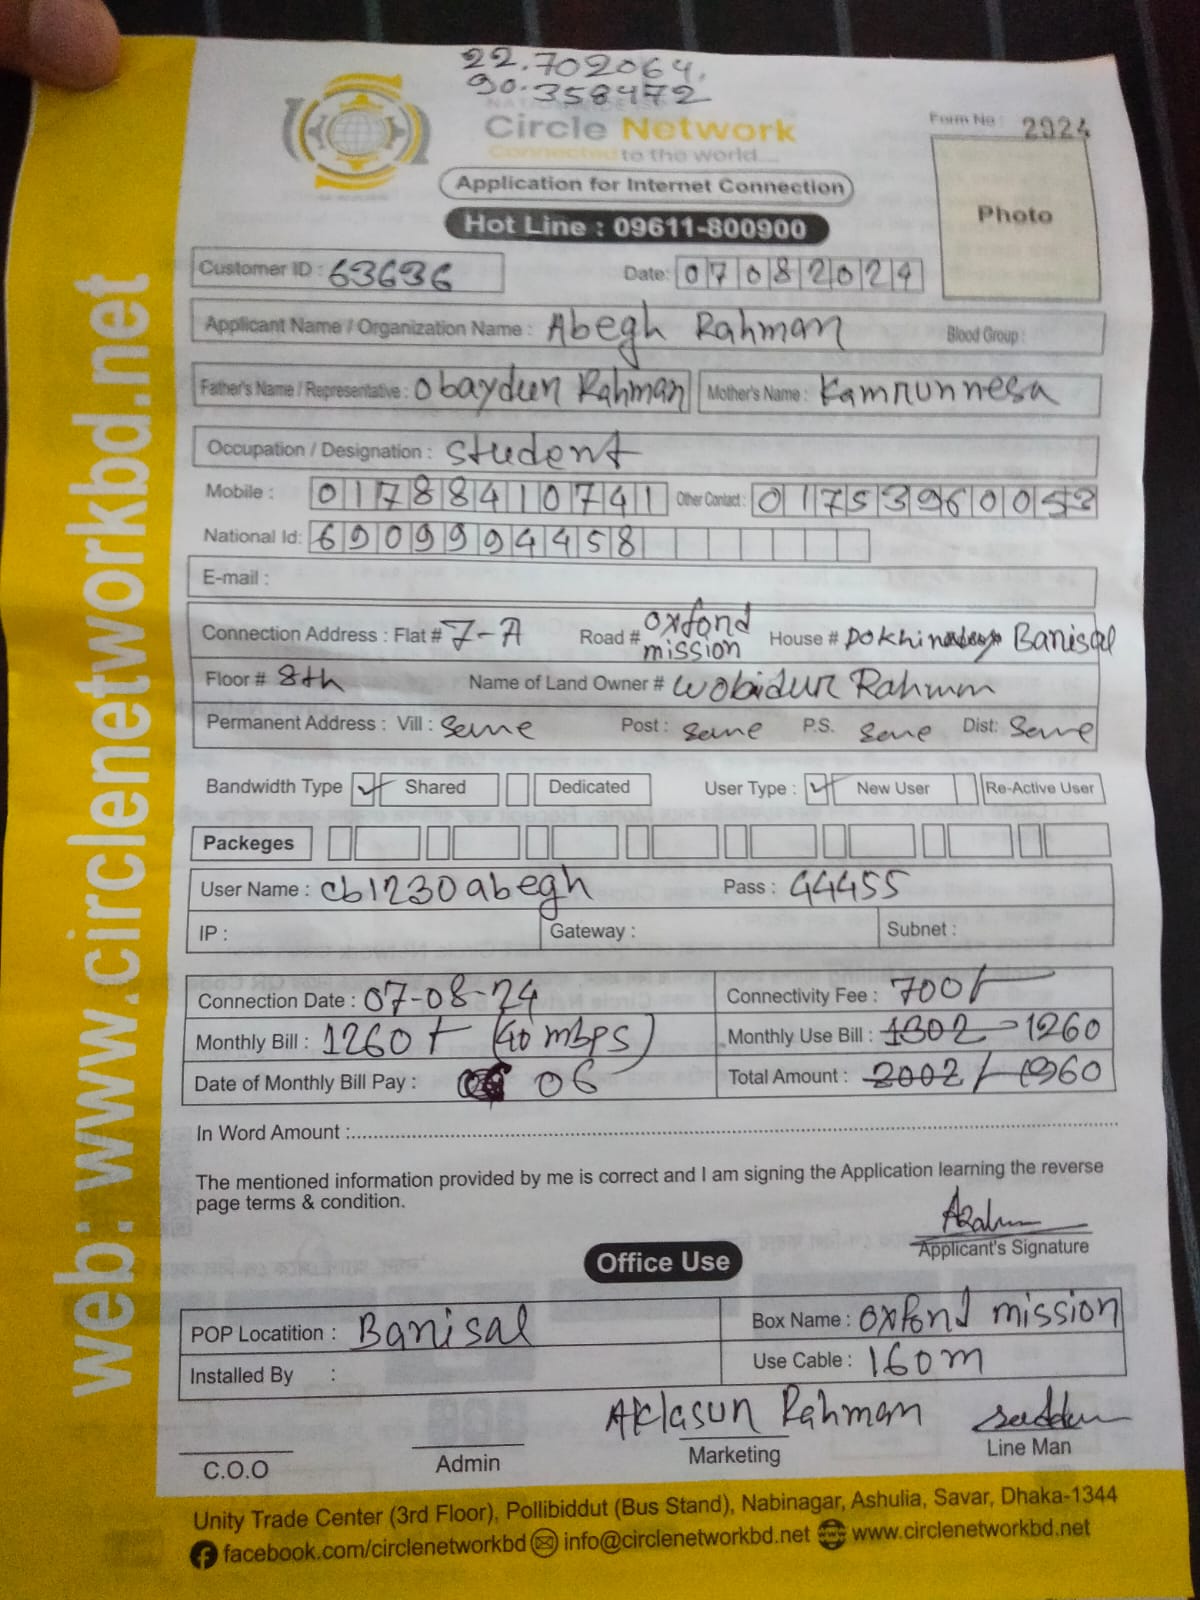 22.702064,
90.358472
Circle Network
Connected to the world....
Form No : 2924
Application for Internet Connection
Photo
Hot Line : 09611-800900
Customer ID : 63636
Date: 07082024
Applicant Name / Organization Name : Abegh Rahman Blood Group :
Father's Name / Representative : Obaydur Rahman Mother's Name : Kamrunnesa
Occupation / Designation : Student
Mobile : 01788410741 Other Contact : 01753960053
National Id: 6909994458
E-mail :
Connection Address : Flat # 7-A Road # Oxford mission House # Barisal
Floor # 8th Name of Land Owner # Wobidur Rahman
Permanent Address : Vill : Same Post : Same P.S. Same Dist: Same
Bandwidth Type Shared Dedicated User Type : New User Re-Active User
Packeges
User Name : cb1230abegh Pass : 44455
IP : Gateway : Subnet :
Connection Date : 07-08-24 Connectivity Fee : 700/-
Monthly Bill : 1260 (40 mbps) Monthly Use Bill : 1302 1260
Date of Monthly Bill Pay : 06 Total Amount : 2002/- 1960
In Word Amount :
The mentioned information provided by me is correct and I am signing the Application learning the reverse
page terms & condition.
Applicant's Signature
Office Use
POP Locatition : Barisal Box Name : Oxford mission
Installed By : Use Cable : 160m
Rahman
C.O.O Admin Marketing Line Man
Unity Trade Center (3rd Floor), Pollibiddut (Bus Stand), Nabinagar, Ashulia, Savar, Dhaka-1344
facebook.com/circlenetworkbd info@circlenetworkbd.net www.circlenetworkbd.net
web: www.circlenetworkbd.net